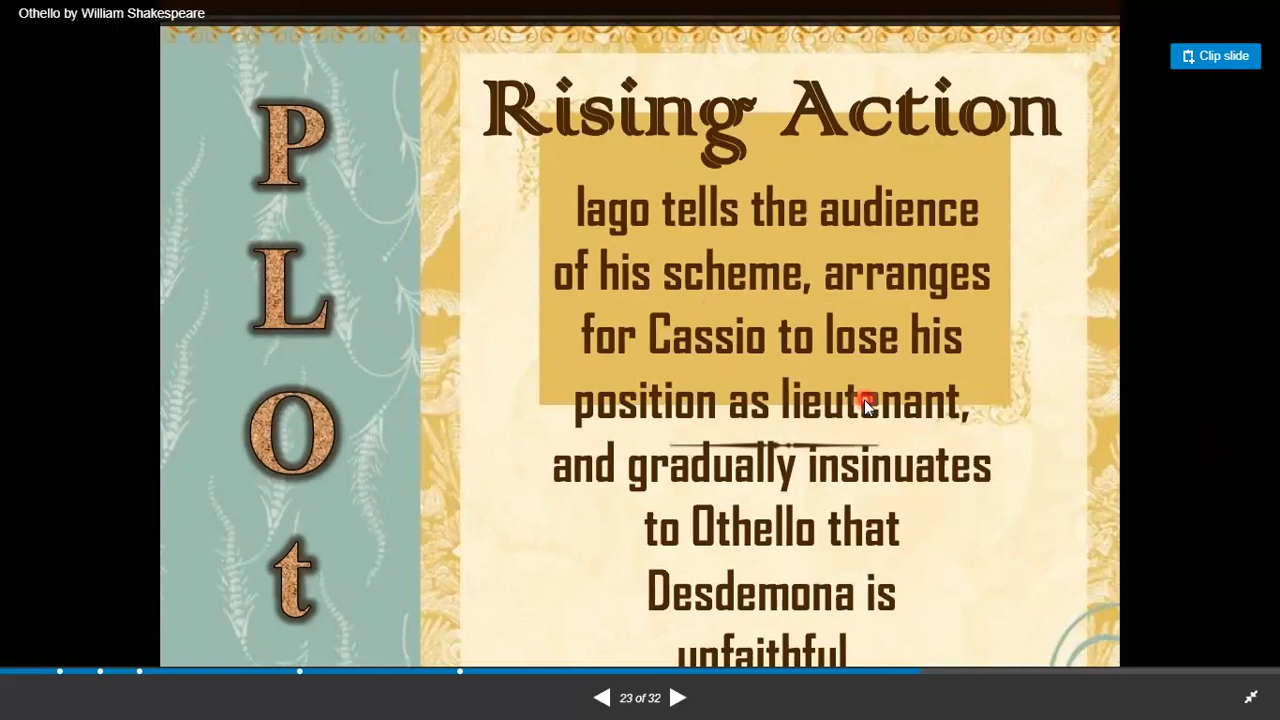 Othello by William Shakespeare
Clip slide
PLOt
Rising Action
Iago tells the audience
of his scheme, arranges
for Cassio to lose his
position as lieutenant,
and gradually insinuates
to Othello that
Desdemona is
unfaithful
23 of 32